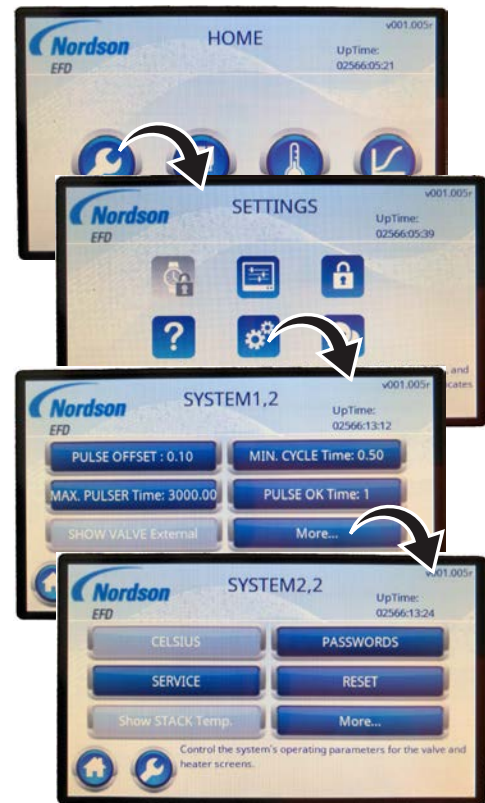 v001.005r
Nordson
EFD
HOME
UpTime:
02566:05:21
v001.005r
Nordson
EFD
SETTINGS
UpTime:
02566:05:39
?
and
icates
v001.005r
Nordson
EFD
SYSTEM1,2
UpTime:
02566:13:12
PULSE OFFSET : 0.10
MIN. CYCLE Time: 0.50
MAX. PULSER Time: 3000.00
PULSE OK Time: 1
SHOW VALVE External
More...
v001.005r
Nordson
EFD
SYSTEM2,2
UpTime:
02566:13:24
CELSIUS
PASSWORDS
SERVICE
RESET
Show STACK Temp.
More...
Control the system's operating parameters for the valve and
heater screens.